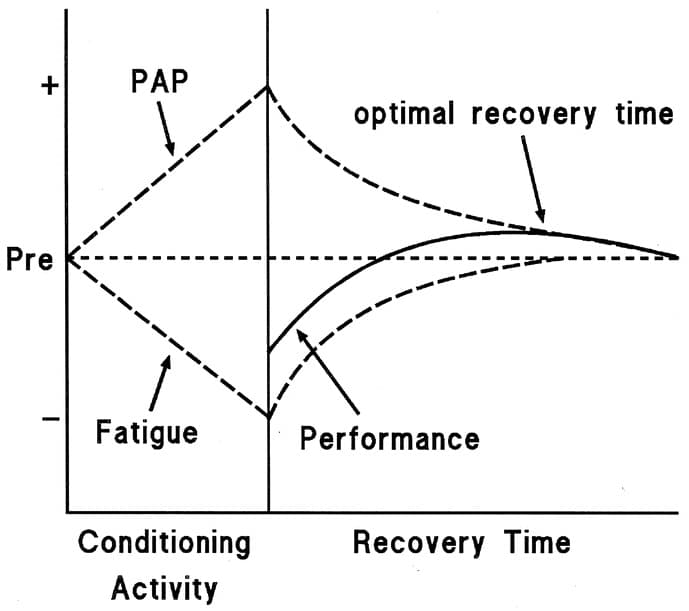 +
PAP
optimal recovery time
Pre
–
Fatigue
Performance
Conditioning
Activity
Recovery Time